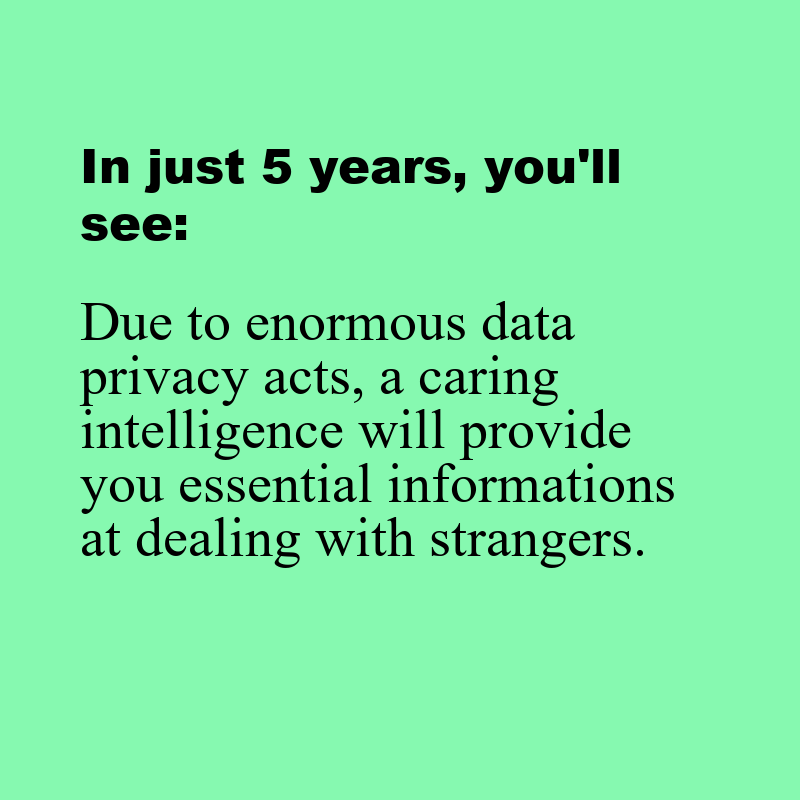 In just 5 years, you'll
see:
Due to enormous data
privacy acts, a caring
intelligence will provide
you essential informations
at dealing with strangers.